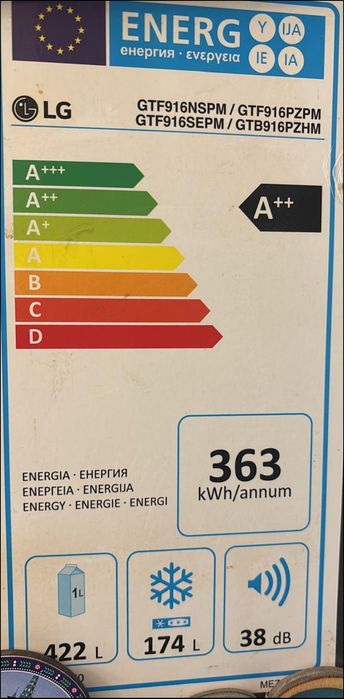 ENERG Y IJA
енергия · ενεργεια IE IA
LG
GTF916NSPM / GTF916PZPM
GTF916SEPM / GTB916PZHM
A+++
A++
A+
A
B
C
D
A++
363
kWh/annum
ENERGIA · ЕНЕРГИЯ
ΕΝΕΡΓΕΙΑ · ENERGIJA
ENERGY · ENERGIE · ENERGI
1L
422 L
174 L
38 dB